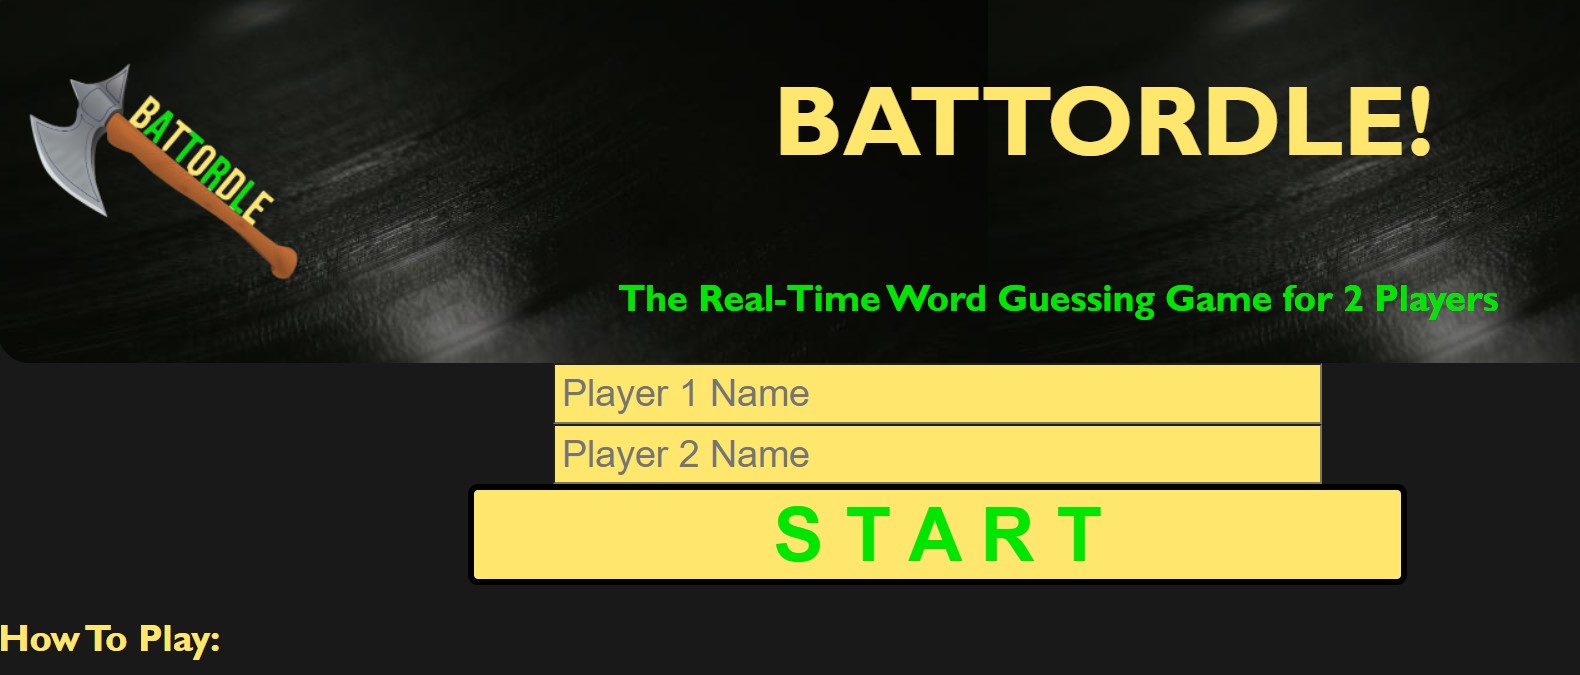 BATTORDLE
BATTORDLE!
The Real-Time Word Guessing Game for 2 Players
Player 1 Name
Player 2 Name
START
How To Play: